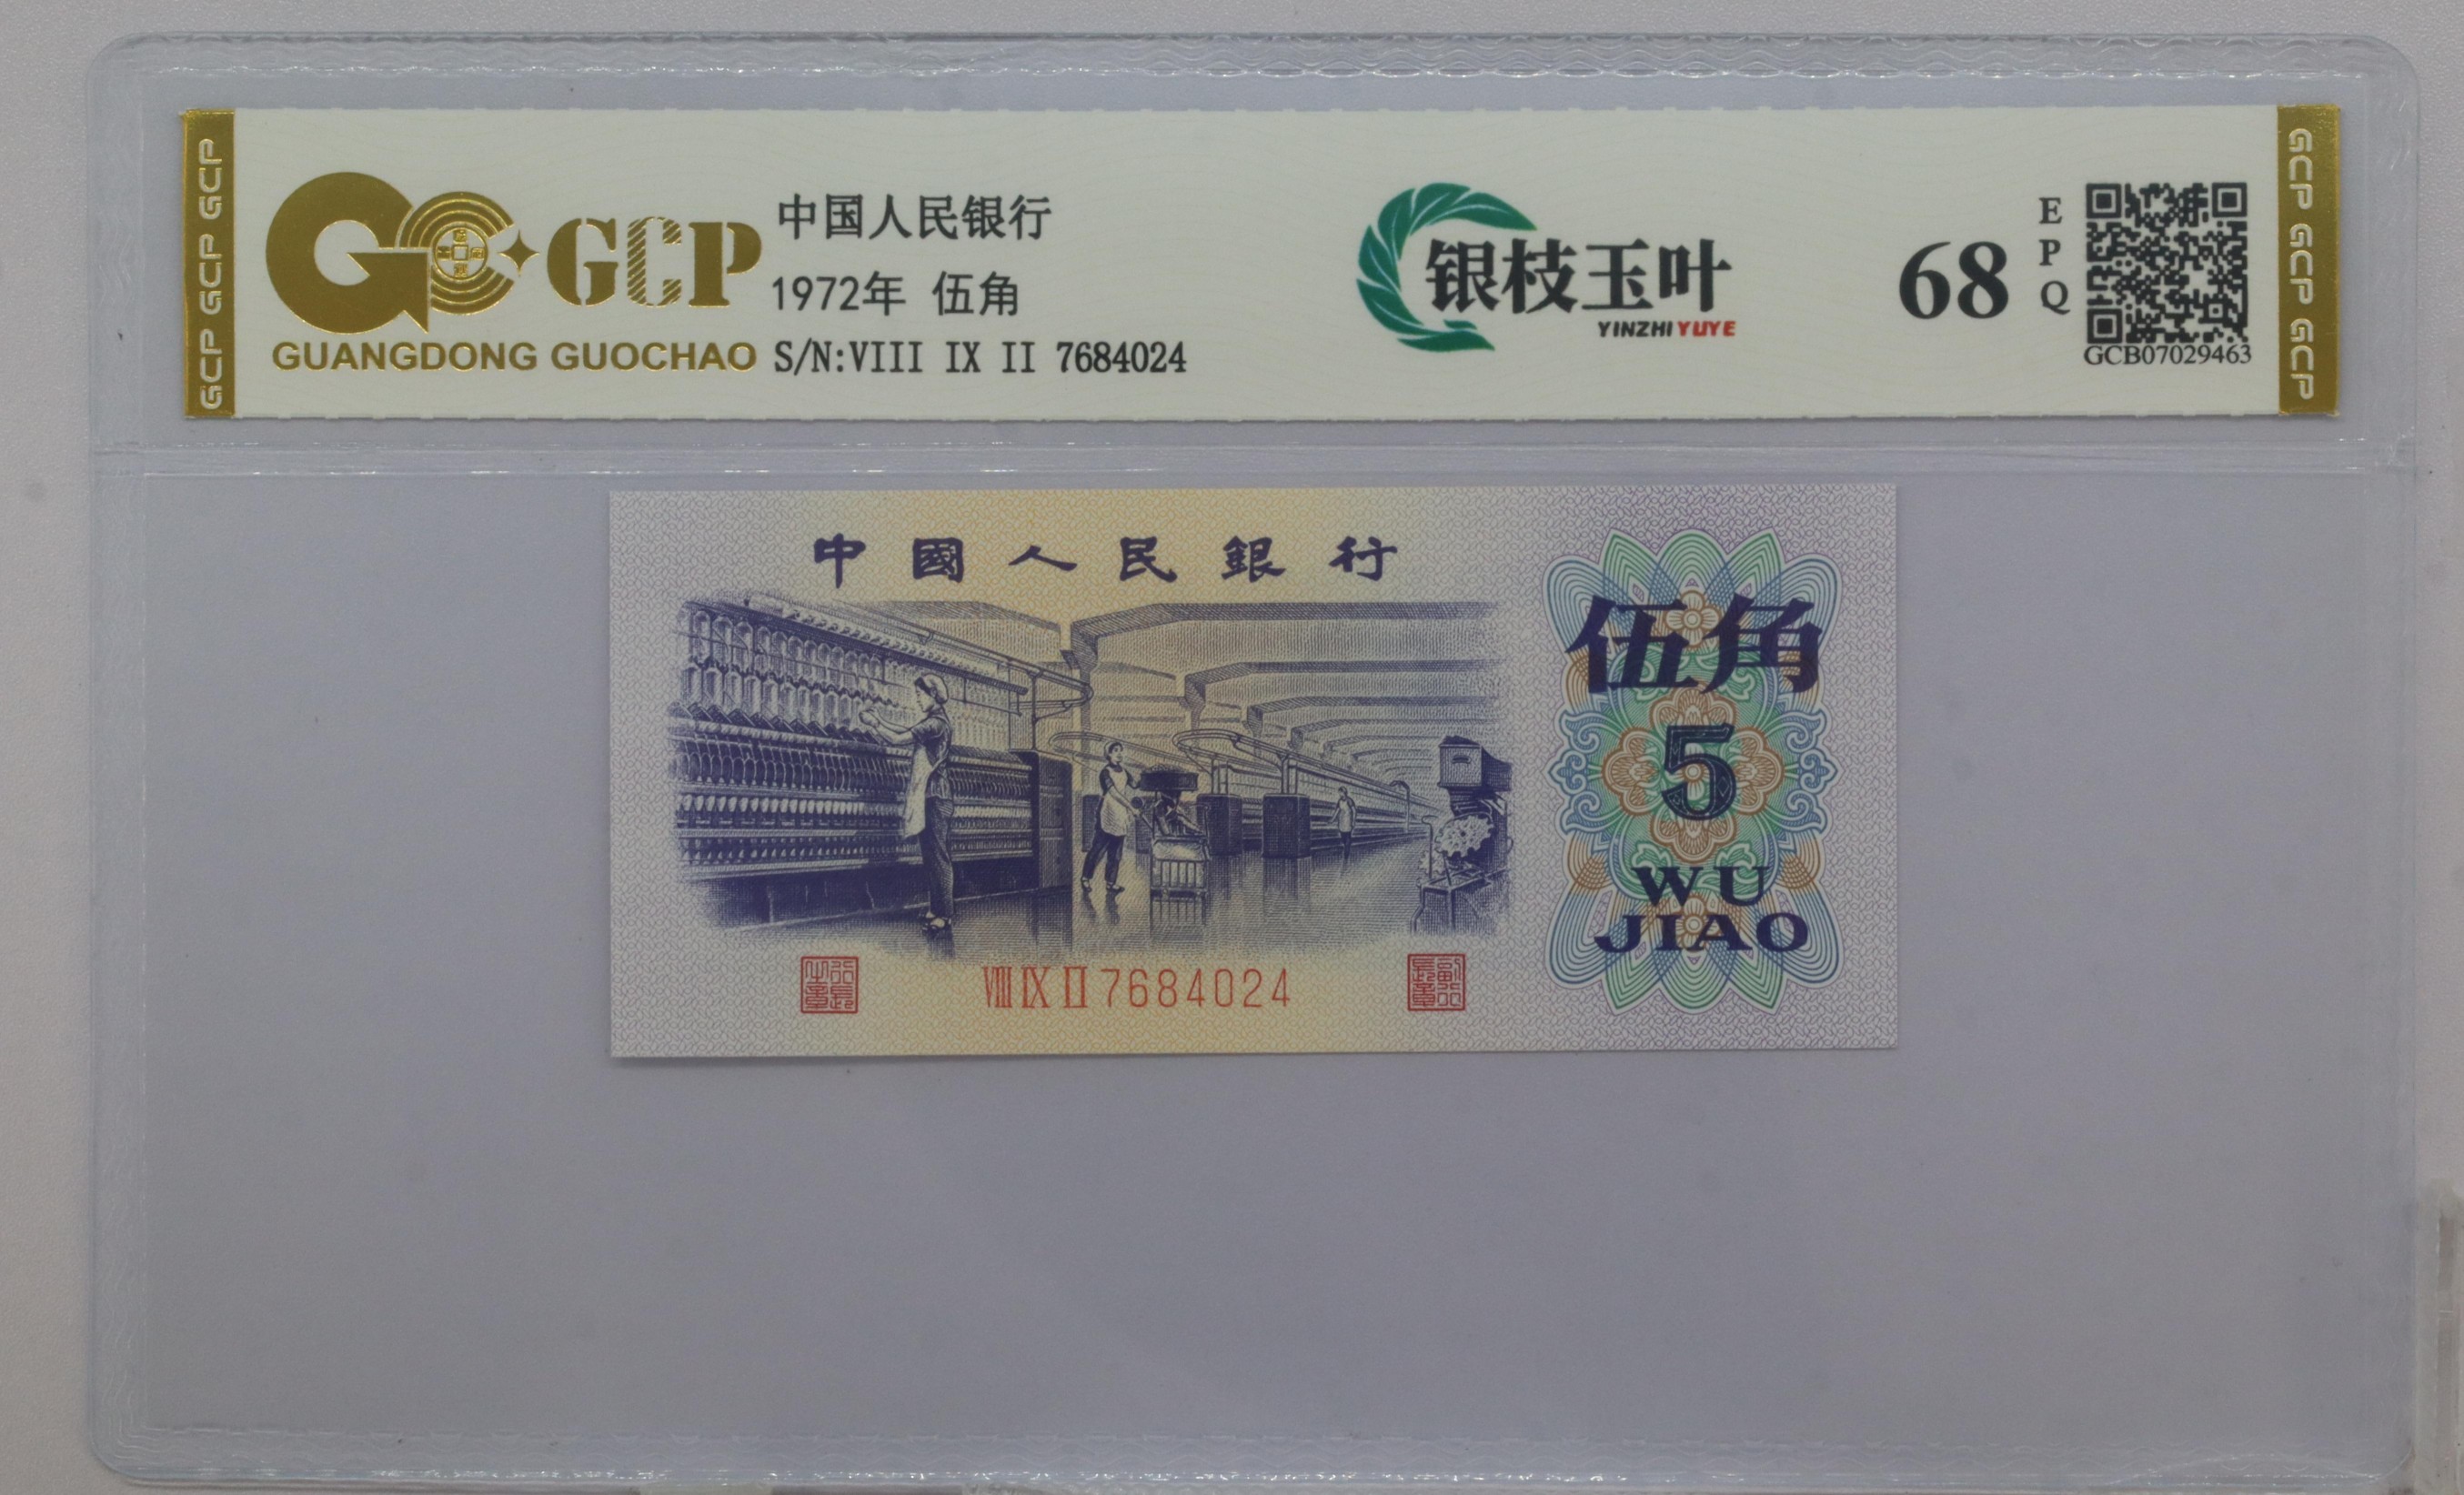 GCP GCP GCP
GCP
GUANGDONG GUOCHAO
中国人民银行
1972年 伍角
S/N:VIII IX II 7684024
银枝玉叶
YINZHI YUYE
68
EPQ
GCB07029463
GCP GCP GCP
中國人民銀行
伍角
5
WU
JIAO
VIII IX II 7684024